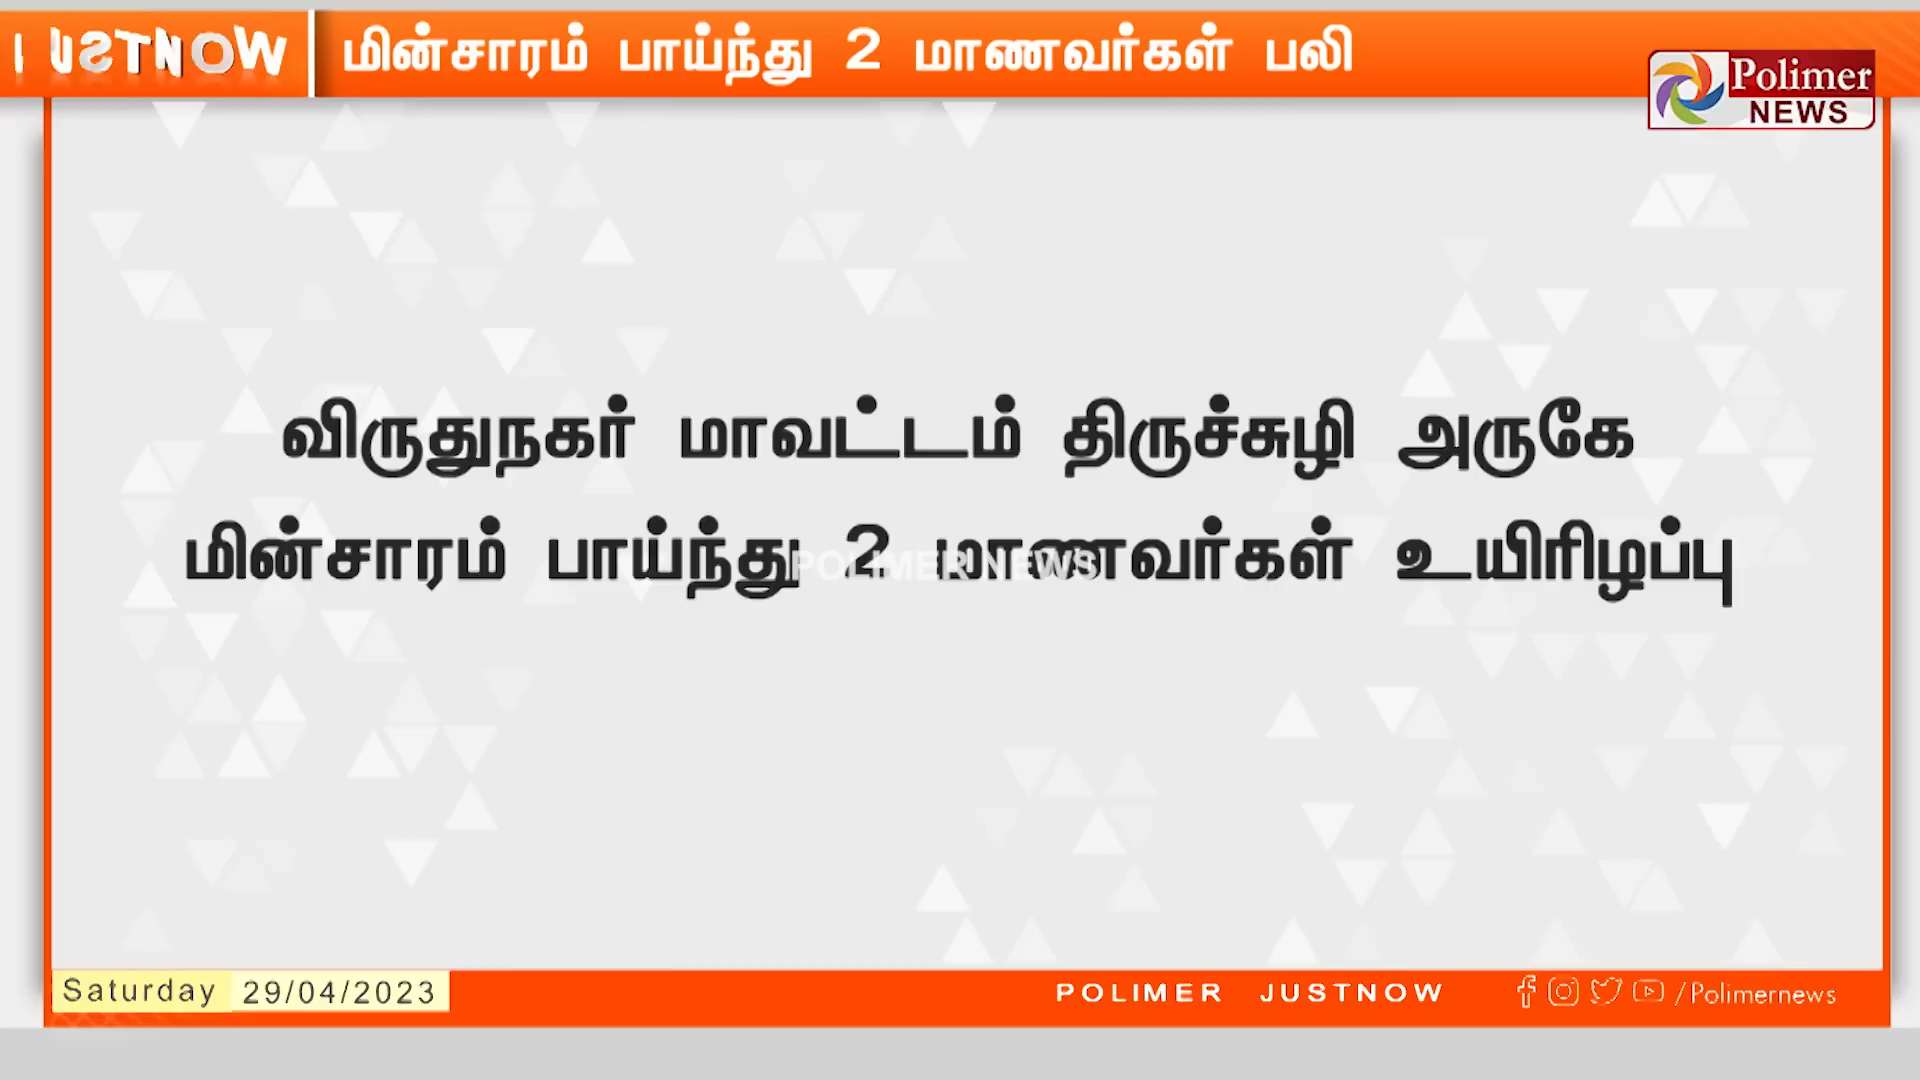 JUSTNOW
மின்சாரம் பாய்ந்து 2 மாணவர்கள் பலி
Polimer
NEWS
விருதுநகர் மாவட்டம் திருச்சுழி அருகே
மின்சாரம் பாய்ந்து 2 மாணவர்கள் உயிரிழப்பு
POLIMER NEWS
Saturday 29/04/2023
POLIMER JUSTNOW
/Polimernews